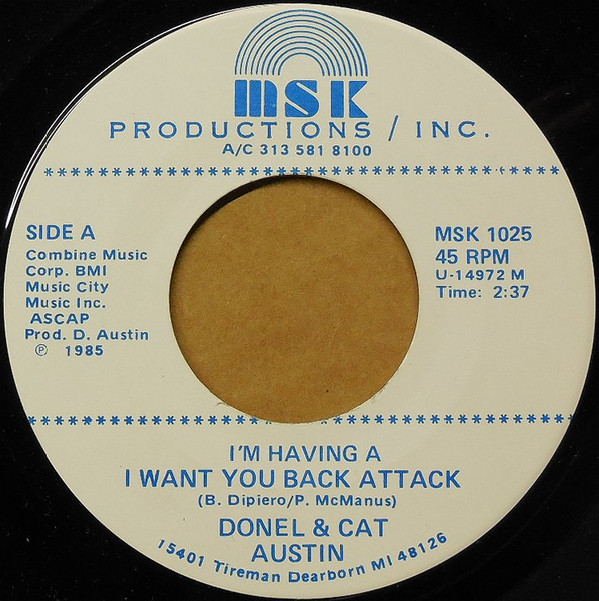 msk
PRODUCTIONS / INC.
A/C 313 581 8100
************************************************
SIDE A
Combine Music
Corp. BMI
Music City
Music Inc.
ASCAP
Prod. D. Austin
℗ 1985
MSK 1025
45 RPM
U-14972 M
Time: 2:37
************************************************
I'M HAVING A
I WANT YOU BACK ATTACK
(B. Dipiero/P. McManus)
DONEL & CAT
AUSTIN
15401 Tireman Dearborn MI 48126